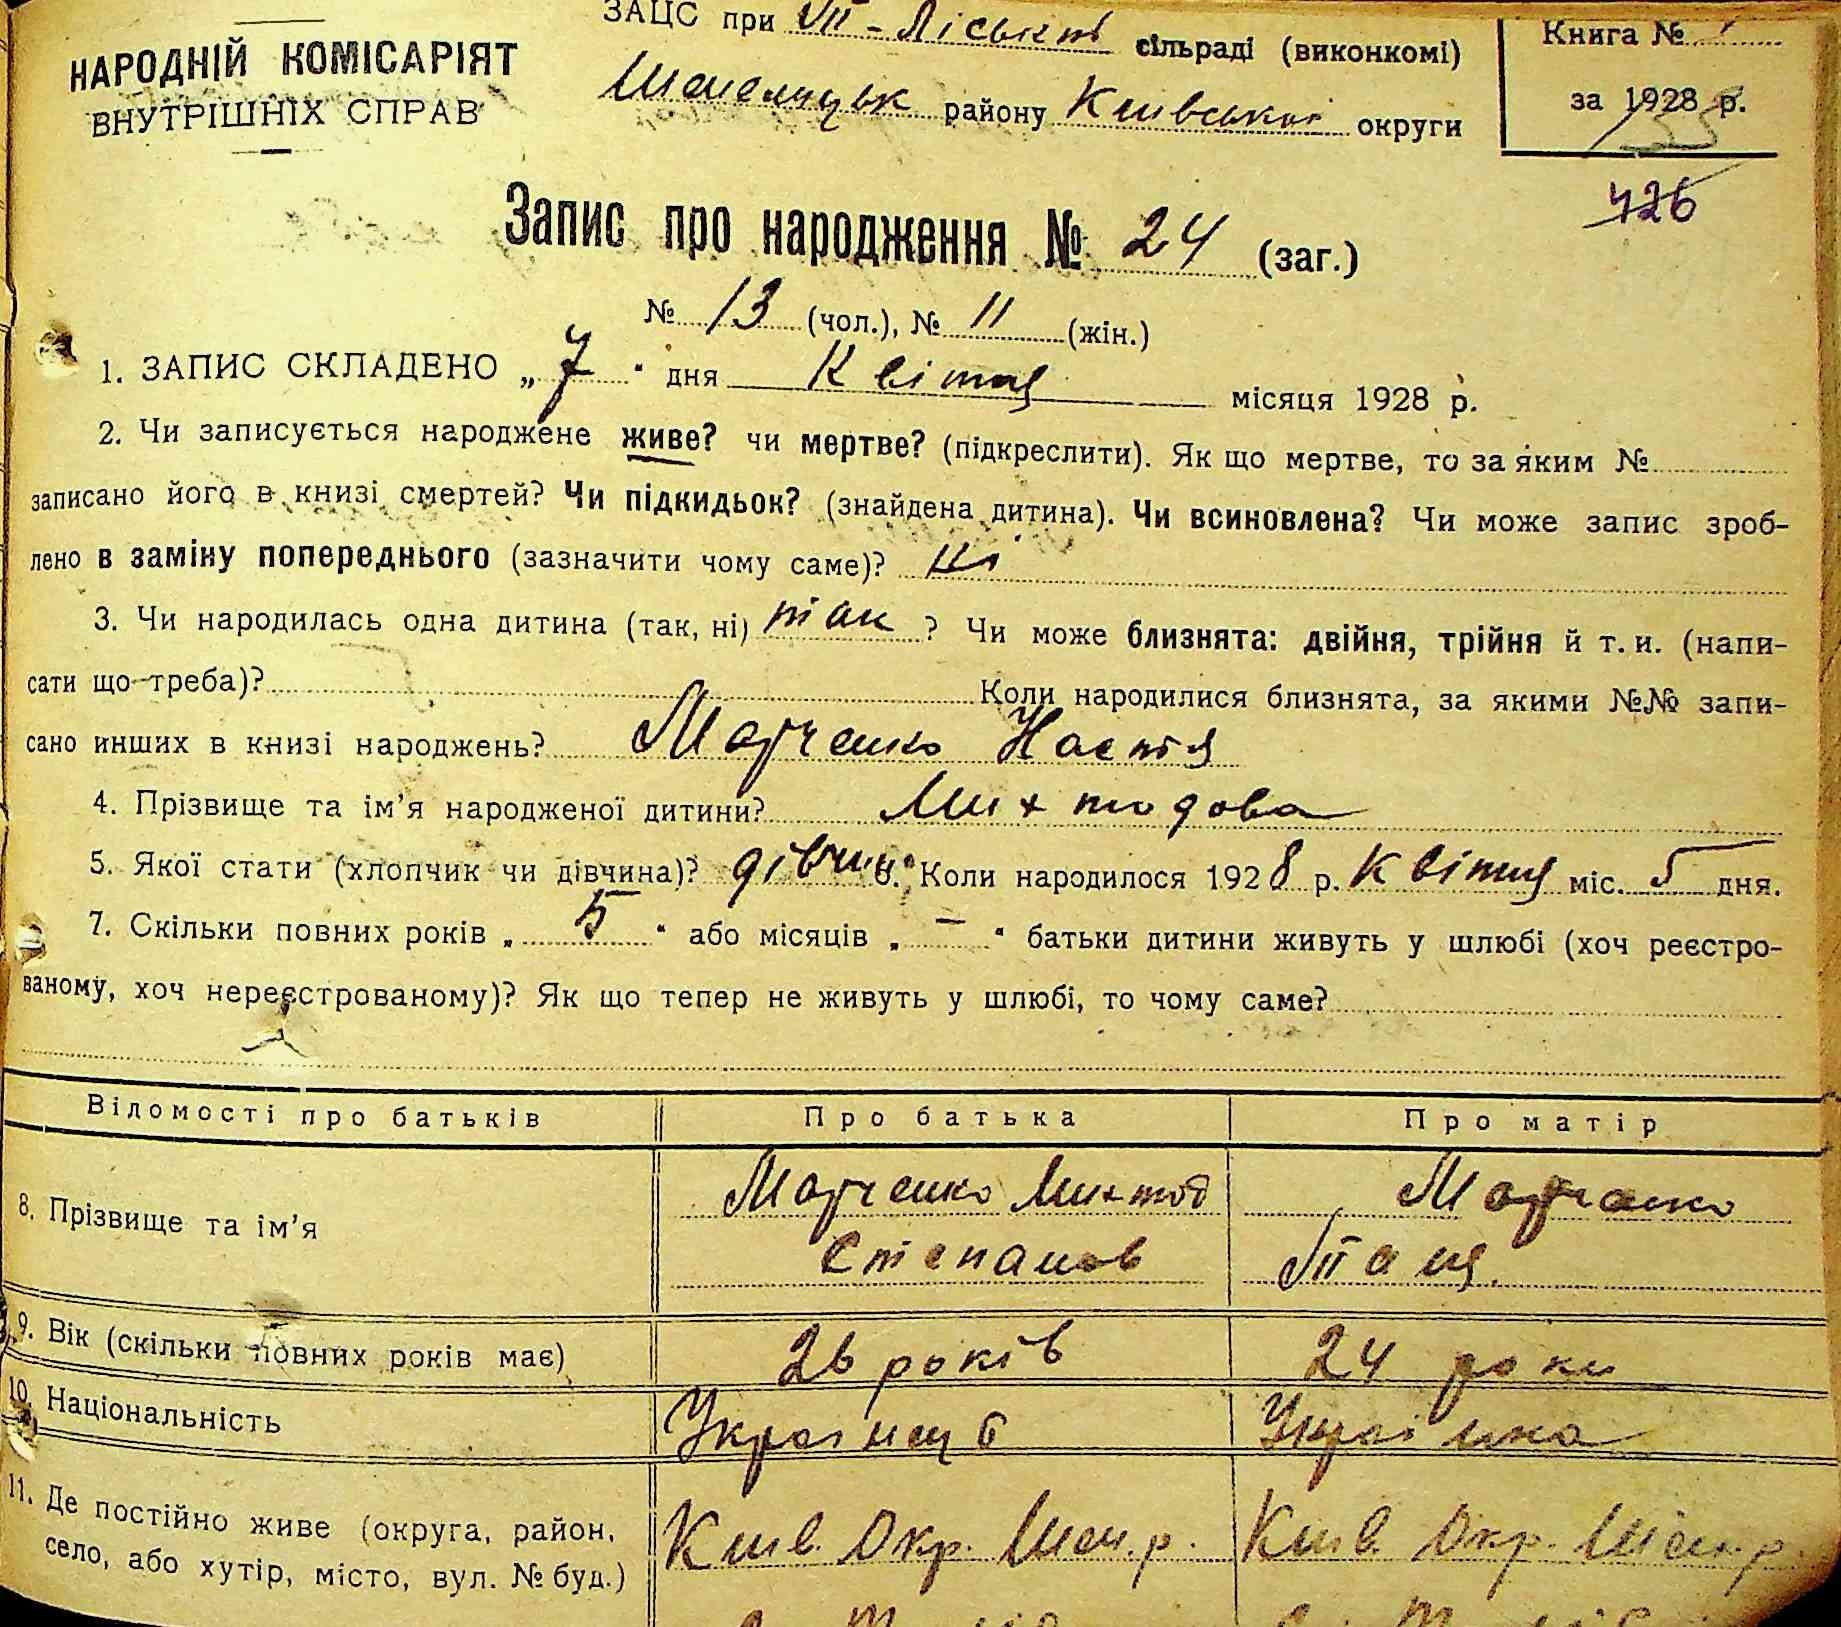 НАРОДНІЙ КОМІСАРІЯТ
ВНУТРІШНІХ СПРАВ
ЗАЦС при сільраді (виконкомі)
району Київської округи
Книга №
за 1928 р.
426
Запис про народження № 24 (заг.)
№ 13 (чол.), № 11 (жін.)
1. ЗАПИС СКЛАДЕНО „ 7 " дня Квітня місяця 1928 р.
2. Чи записується народжене живе? чи мертве? (підкреслити). Як що мертве, то за яким №
записано його в книзі смертей? Чи підкидьок? (знайдена дитина). Чи всиновлена? Чи може запис зроб-
лено в заміну попереднього (зазначити чому саме)? ні
3. Чи народилась одна дитина (так, ні) так ? Чи може близнята: двійня, трійня й т. и. (напи-
сати що треба)? Коли народилися близнята, за якими №№ запи-
сано инших в книзі народжень? Марченко Настя
4. Прізвище та ім'я народженої дитини? Михтодова
5. Якої стати (хлопчик чи дівчина)? дівчин. 6. Коли народилося 1928 р. Квітня міс. 5 дня.
7. Скільки повних років „ 5 " або місяців „ — " батьки дитини живуть у шлюбі (хоч реєстро-
ваному, хоч нереєстрованому)? Як що тепер не живуть у шлюбі, то чому саме?
Відомості про батьків
Про батька
Про матір
8. Прізвище та ім'я
Марченко Михтод
Степанов
Марченко
9. Вік (скільки повних років має)
26 років
24 роки
10. Національність
Українець
Українка
11. Де постійно живе (округа, район,
село, або хутір, місто, вул. № буд.)
Київ. Окр. Шем. р.
Київ. Окр. Шем. р.